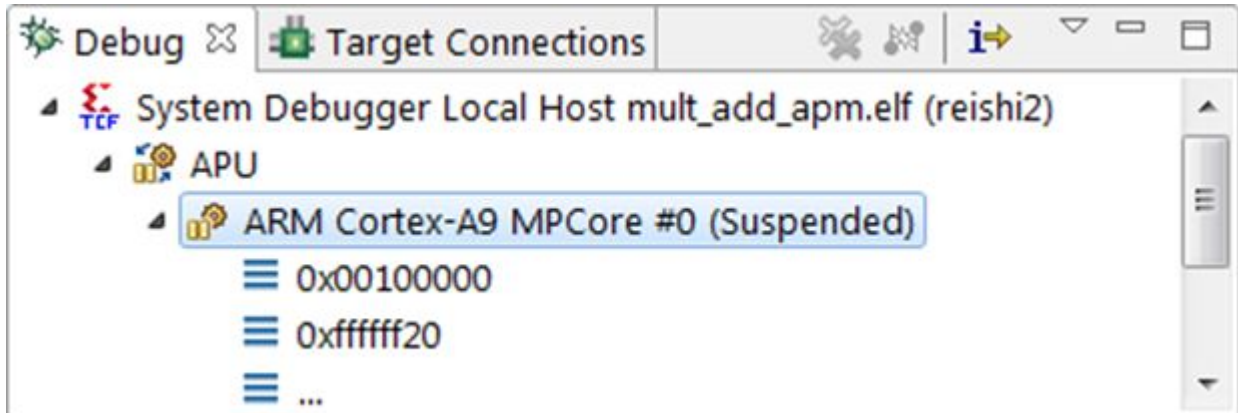 Debug Target Connections
TCF System Debugger Local Host mult_add_apm.elf (reishi2)
APU
ARM Cortex-A9 MPCore #0 (Suspended)
0x00100000
0xffffff20
...